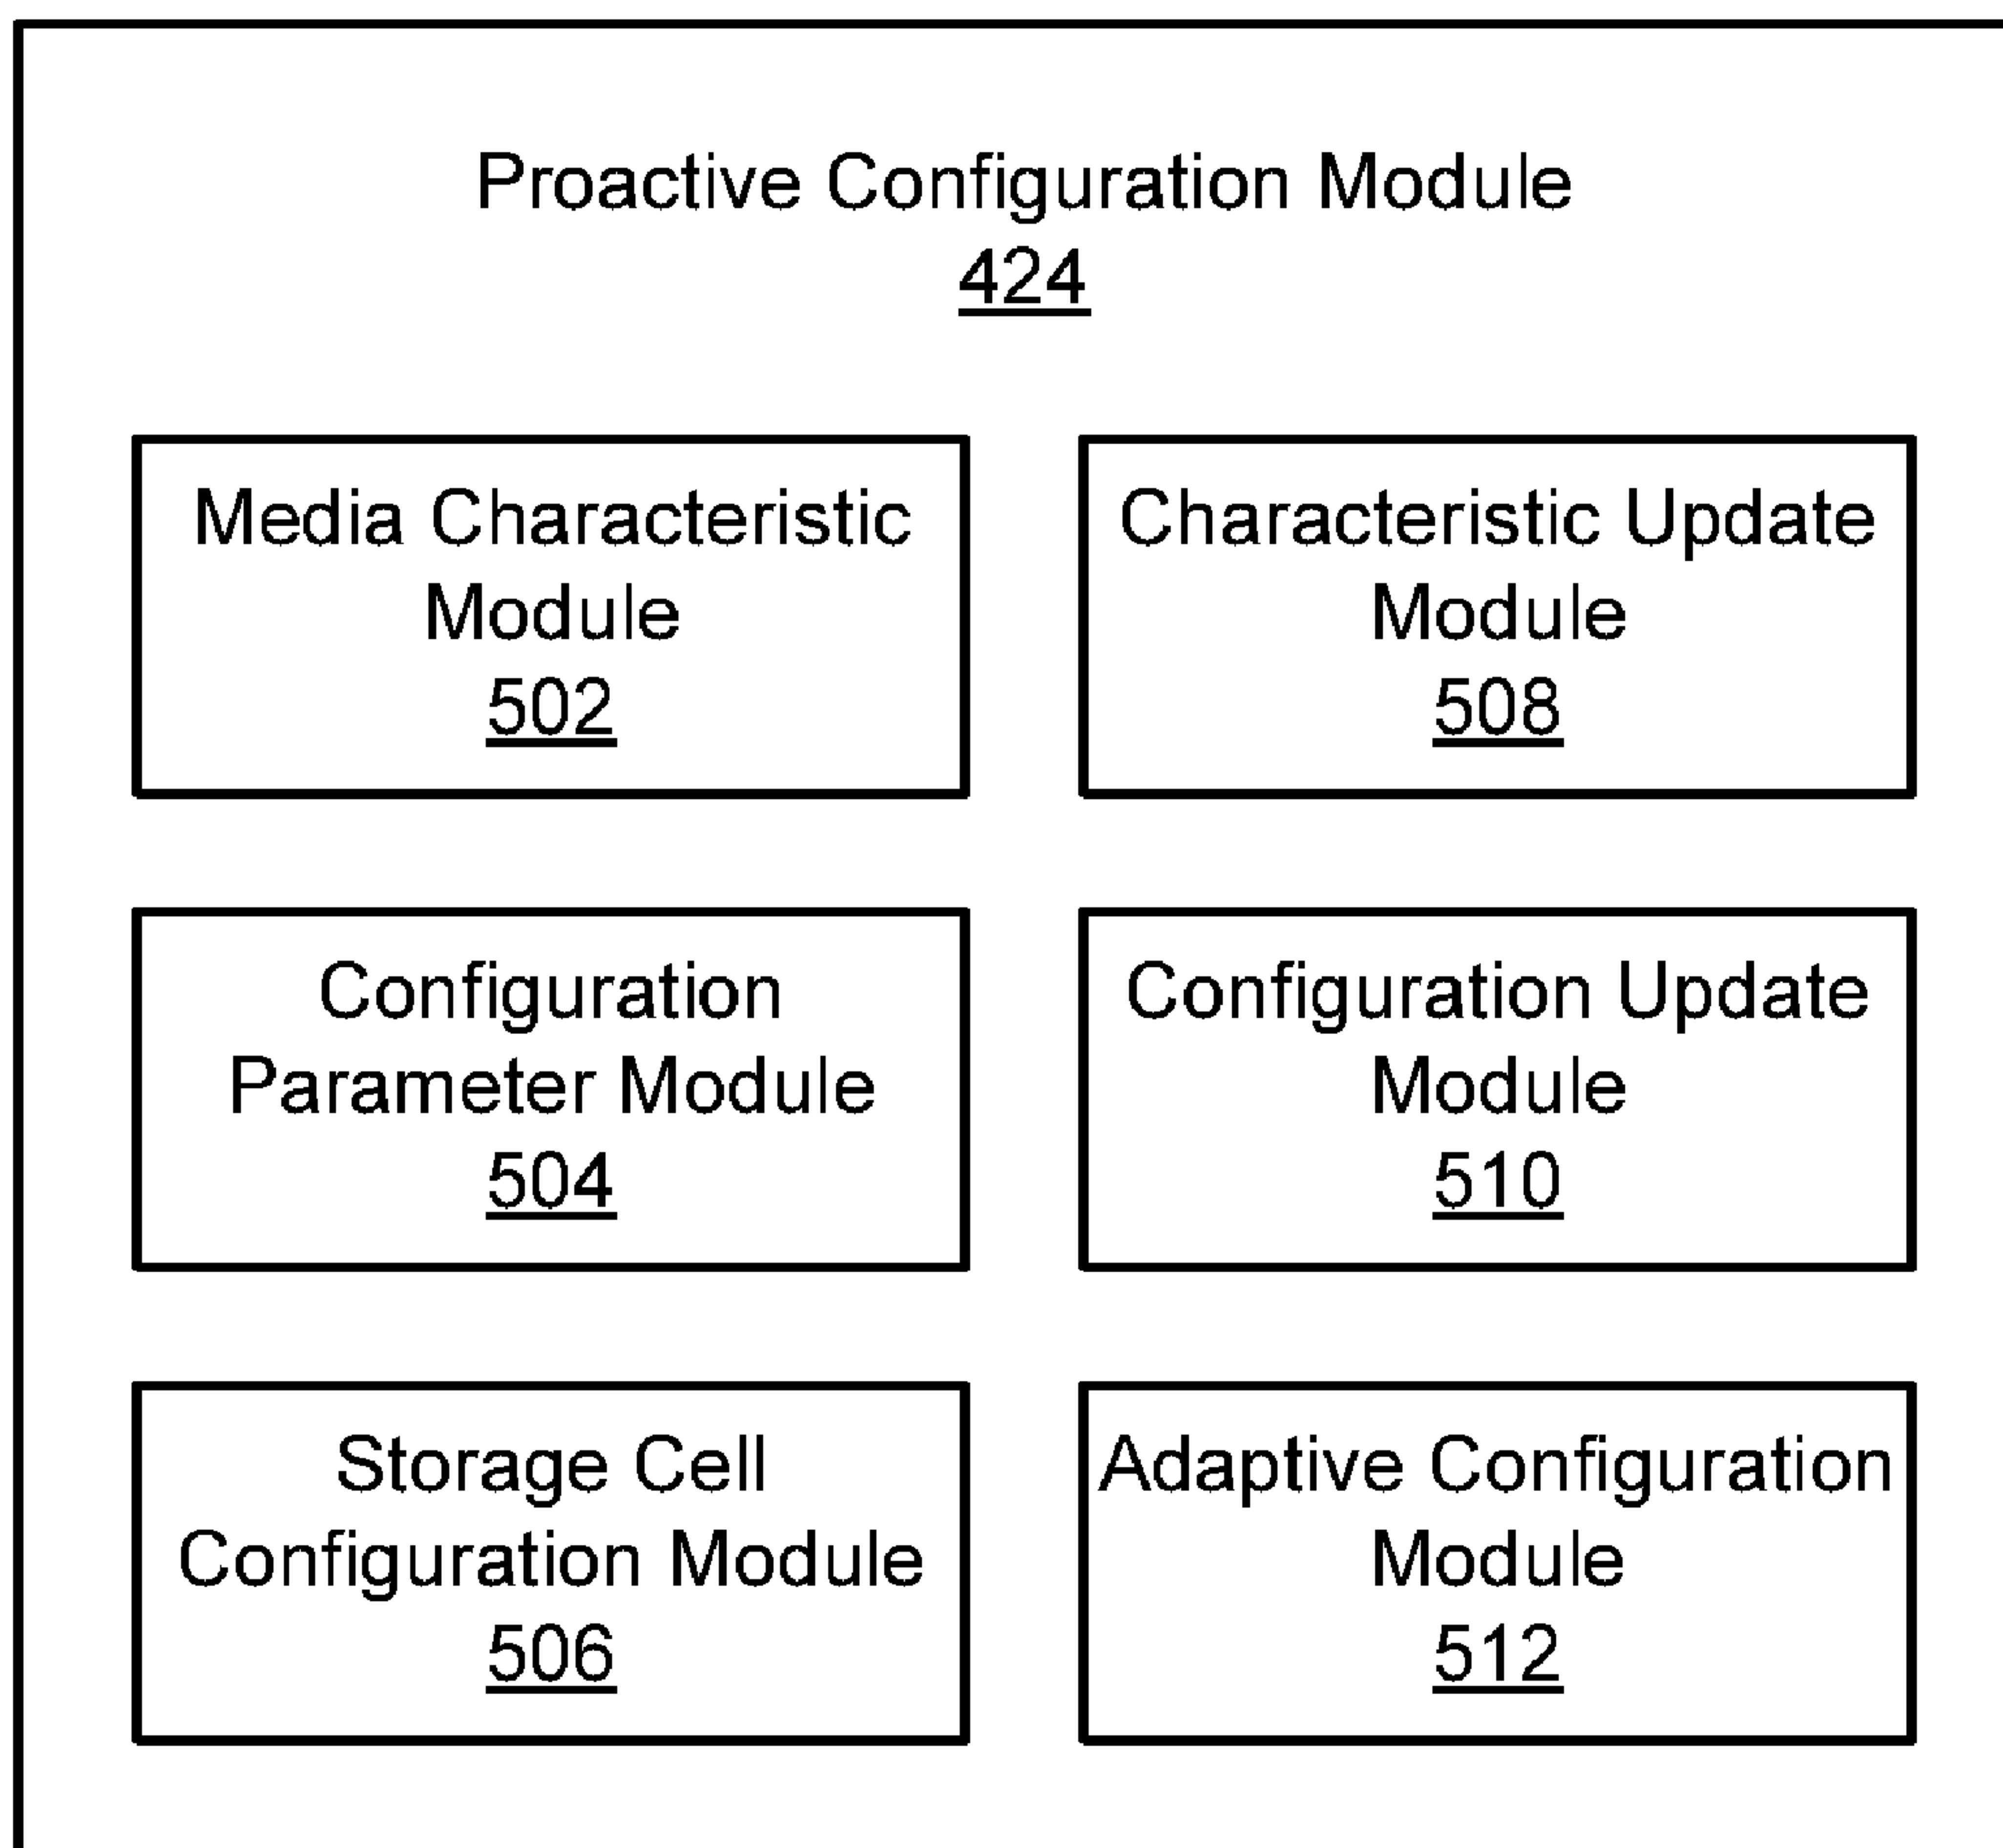 Proactive Configuration Module
424
Media Characteristic
Module
502
Characteristic Update
Module
508
Configuration
Parameter Module
504
Configuration Update
Module
510
Storage Cell
Configuration Module
506
Adaptive Configuration
Module
512